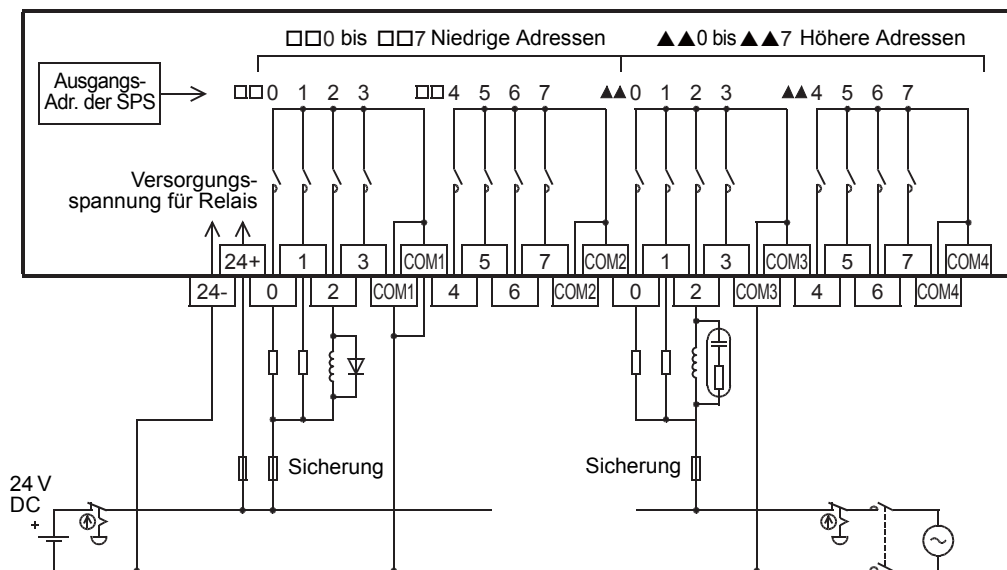 □□0 bis □□7 Niedrige Adressen ▲▲0 bis ▲▲7 Höhere Adressen
Ausgangs-
Adr. der SPS
□□0 1 2 3 □□4 5 6 7 ▲▲0 1 2 3 ▲▲4 5 6 7
Versorgungs-
spannung für Relais
24+ 1 3 COM1 5 7 COM2 1 3 COM3 5 7 COM4
24- 0 2 COM1 4 6 COM2 0 2 COM3 4 6 COM4
Sicherung Sicherung
24 V
DC
+